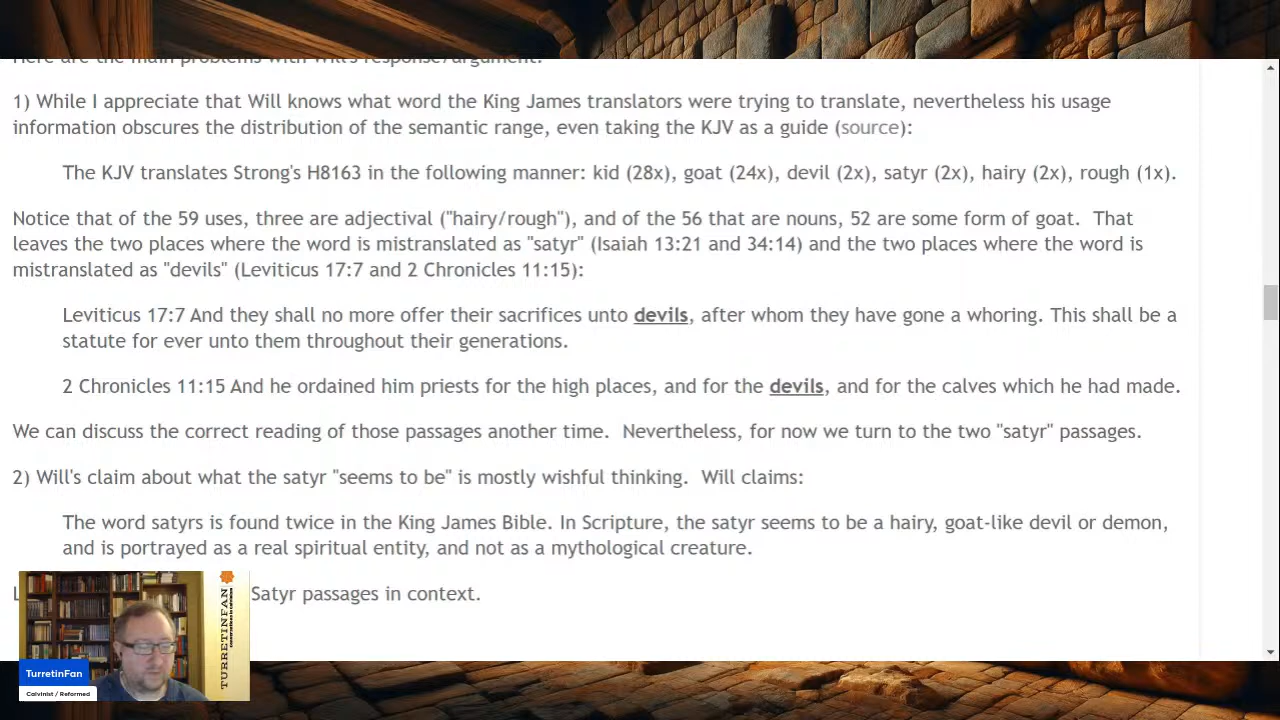 Here are the main problems with Will's response/argument.
1) While I appreciate that Will knows what word the King James translators were trying to translate, nevertheless his usage
information obscures the distribution of the semantic range, even taking the KJV as a guide (source):
The KJV translates Strong's H8163 in the following manner: kid (28x), goat (24x), devil (2x), satyr (2x), hairy (2x), rough (1x).
Notice that of the 59 uses, three are adjectival ("hairy/rough"), and of the 56 that are nouns, 52 are some form of goat.  That
leaves the two places where the word is mistranslated as "satyr" (Isaiah 13:21 and 34:14) and the two places where the word is
mistranslated as "devils" (Leviticus 17:7 and 2 Chronicles 11:15):
Leviticus 17:7 And they shall no more offer their sacrifices unto devils, after whom they have gone a whoring. This shall be a
statute for ever unto them throughout their generations.
2 Chronicles 11:15 And he ordained him priests for the high places, and for the devils, and for the calves which he had made.
We can discuss the correct reading of those passages another time.  Nevertheless, for now we turn to the two "satyr" passages.
2) Will's claim about what the satyr "seems to be" is mostly wishful thinking.  Will claims:
The word satyrs is found twice in the King James Bible. In Scripture, the satyr seems to be a hairy, goat-like devil or demon,
and is portrayed as a real spiritual entity, and not as a mythological creature.
Satyr passages in context.
TURRETINFAN
TurretinFan
Calvinist / Reformed